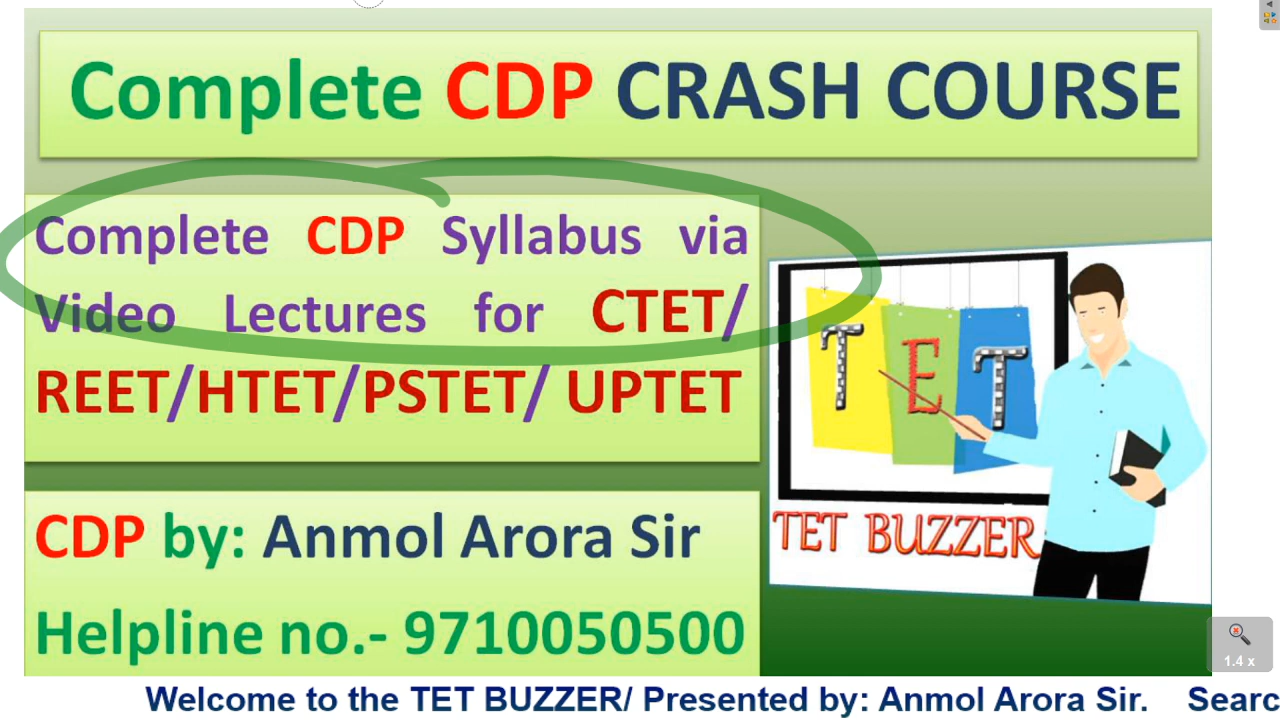 Complete CDP CRASH COURSE
Complete CDP Syllabus via
Video Lectures for CTET/
REET/HTET/PSTET/ UPTET
T E T
TET BUZZER
CDP by: Anmol Arora Sir
Helpline no.- 9710050500
1.4 x
Welcome to the TET BUZZER/ Presented by: Anmol Arora Sir. Searc